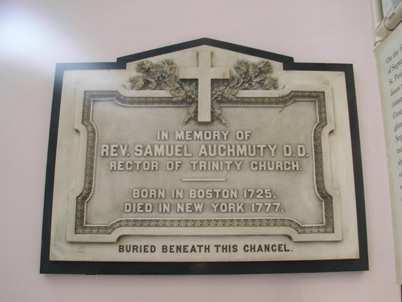 IN MEMORY OF
REV. SAMUEL AUCHMUTY D.D.
RECTOR OF TRINITY CHURCH.
BORN IN BOSTON 1725.
DIED IN NEW YORK 1777.
BURIED BENEATH THIS CHANCEL.